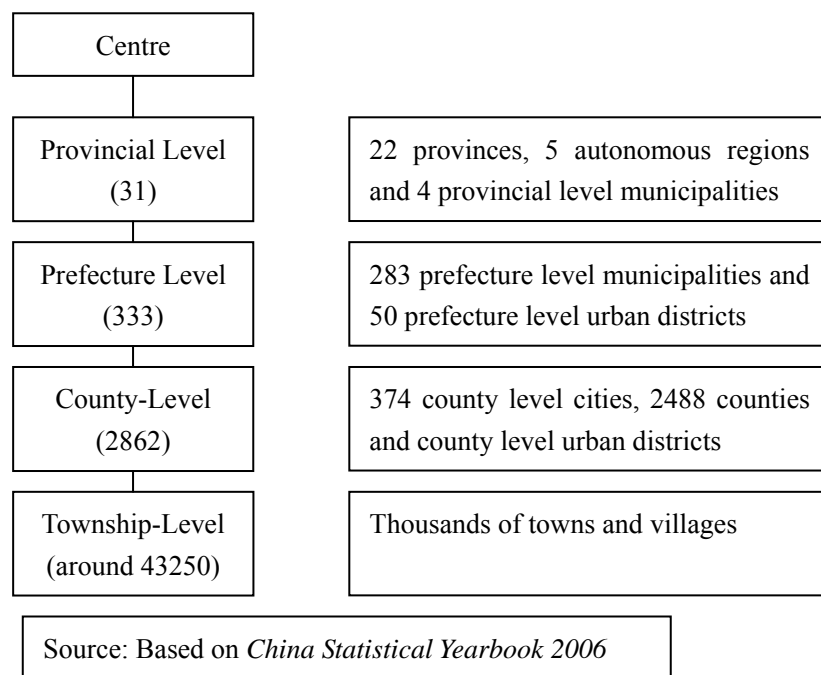 Centre
Provincial Level
(31)
22 provinces, 5 autonomous regions
and 4 provincial level municipalities
Prefecture Level
(333)
283 prefecture level municipalities and
50 prefecture level urban districts
County-Level
(2862)
374 county level cities, 2488 counties
and county level urban districts
Township-Level
(around 43250)
Thousands of towns and villages
Source: Based on China Statistical Yearbook 2006